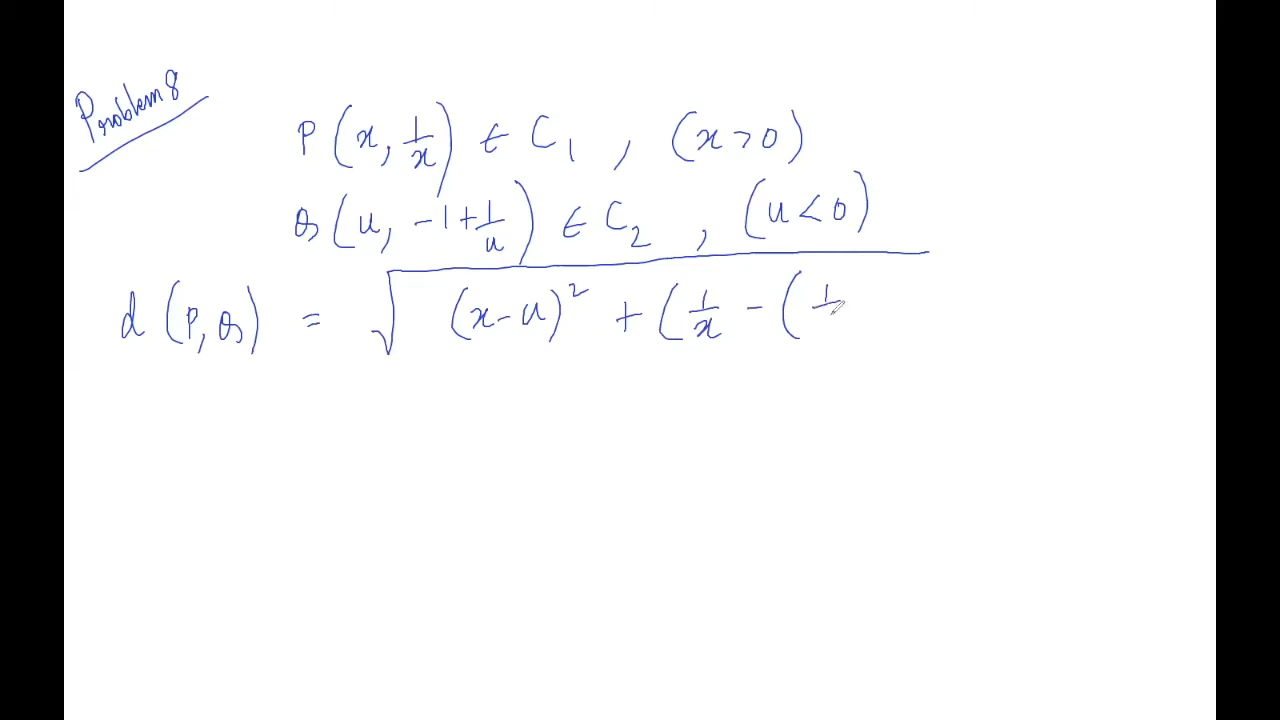 Problem 8
P(x, 1/x) ∈ C₁ , (x>0)
Q(u, -1+1/u) ∈ C₂ , (u<0)
d(P,Q) = √((x-u)² + (1/x - (1/